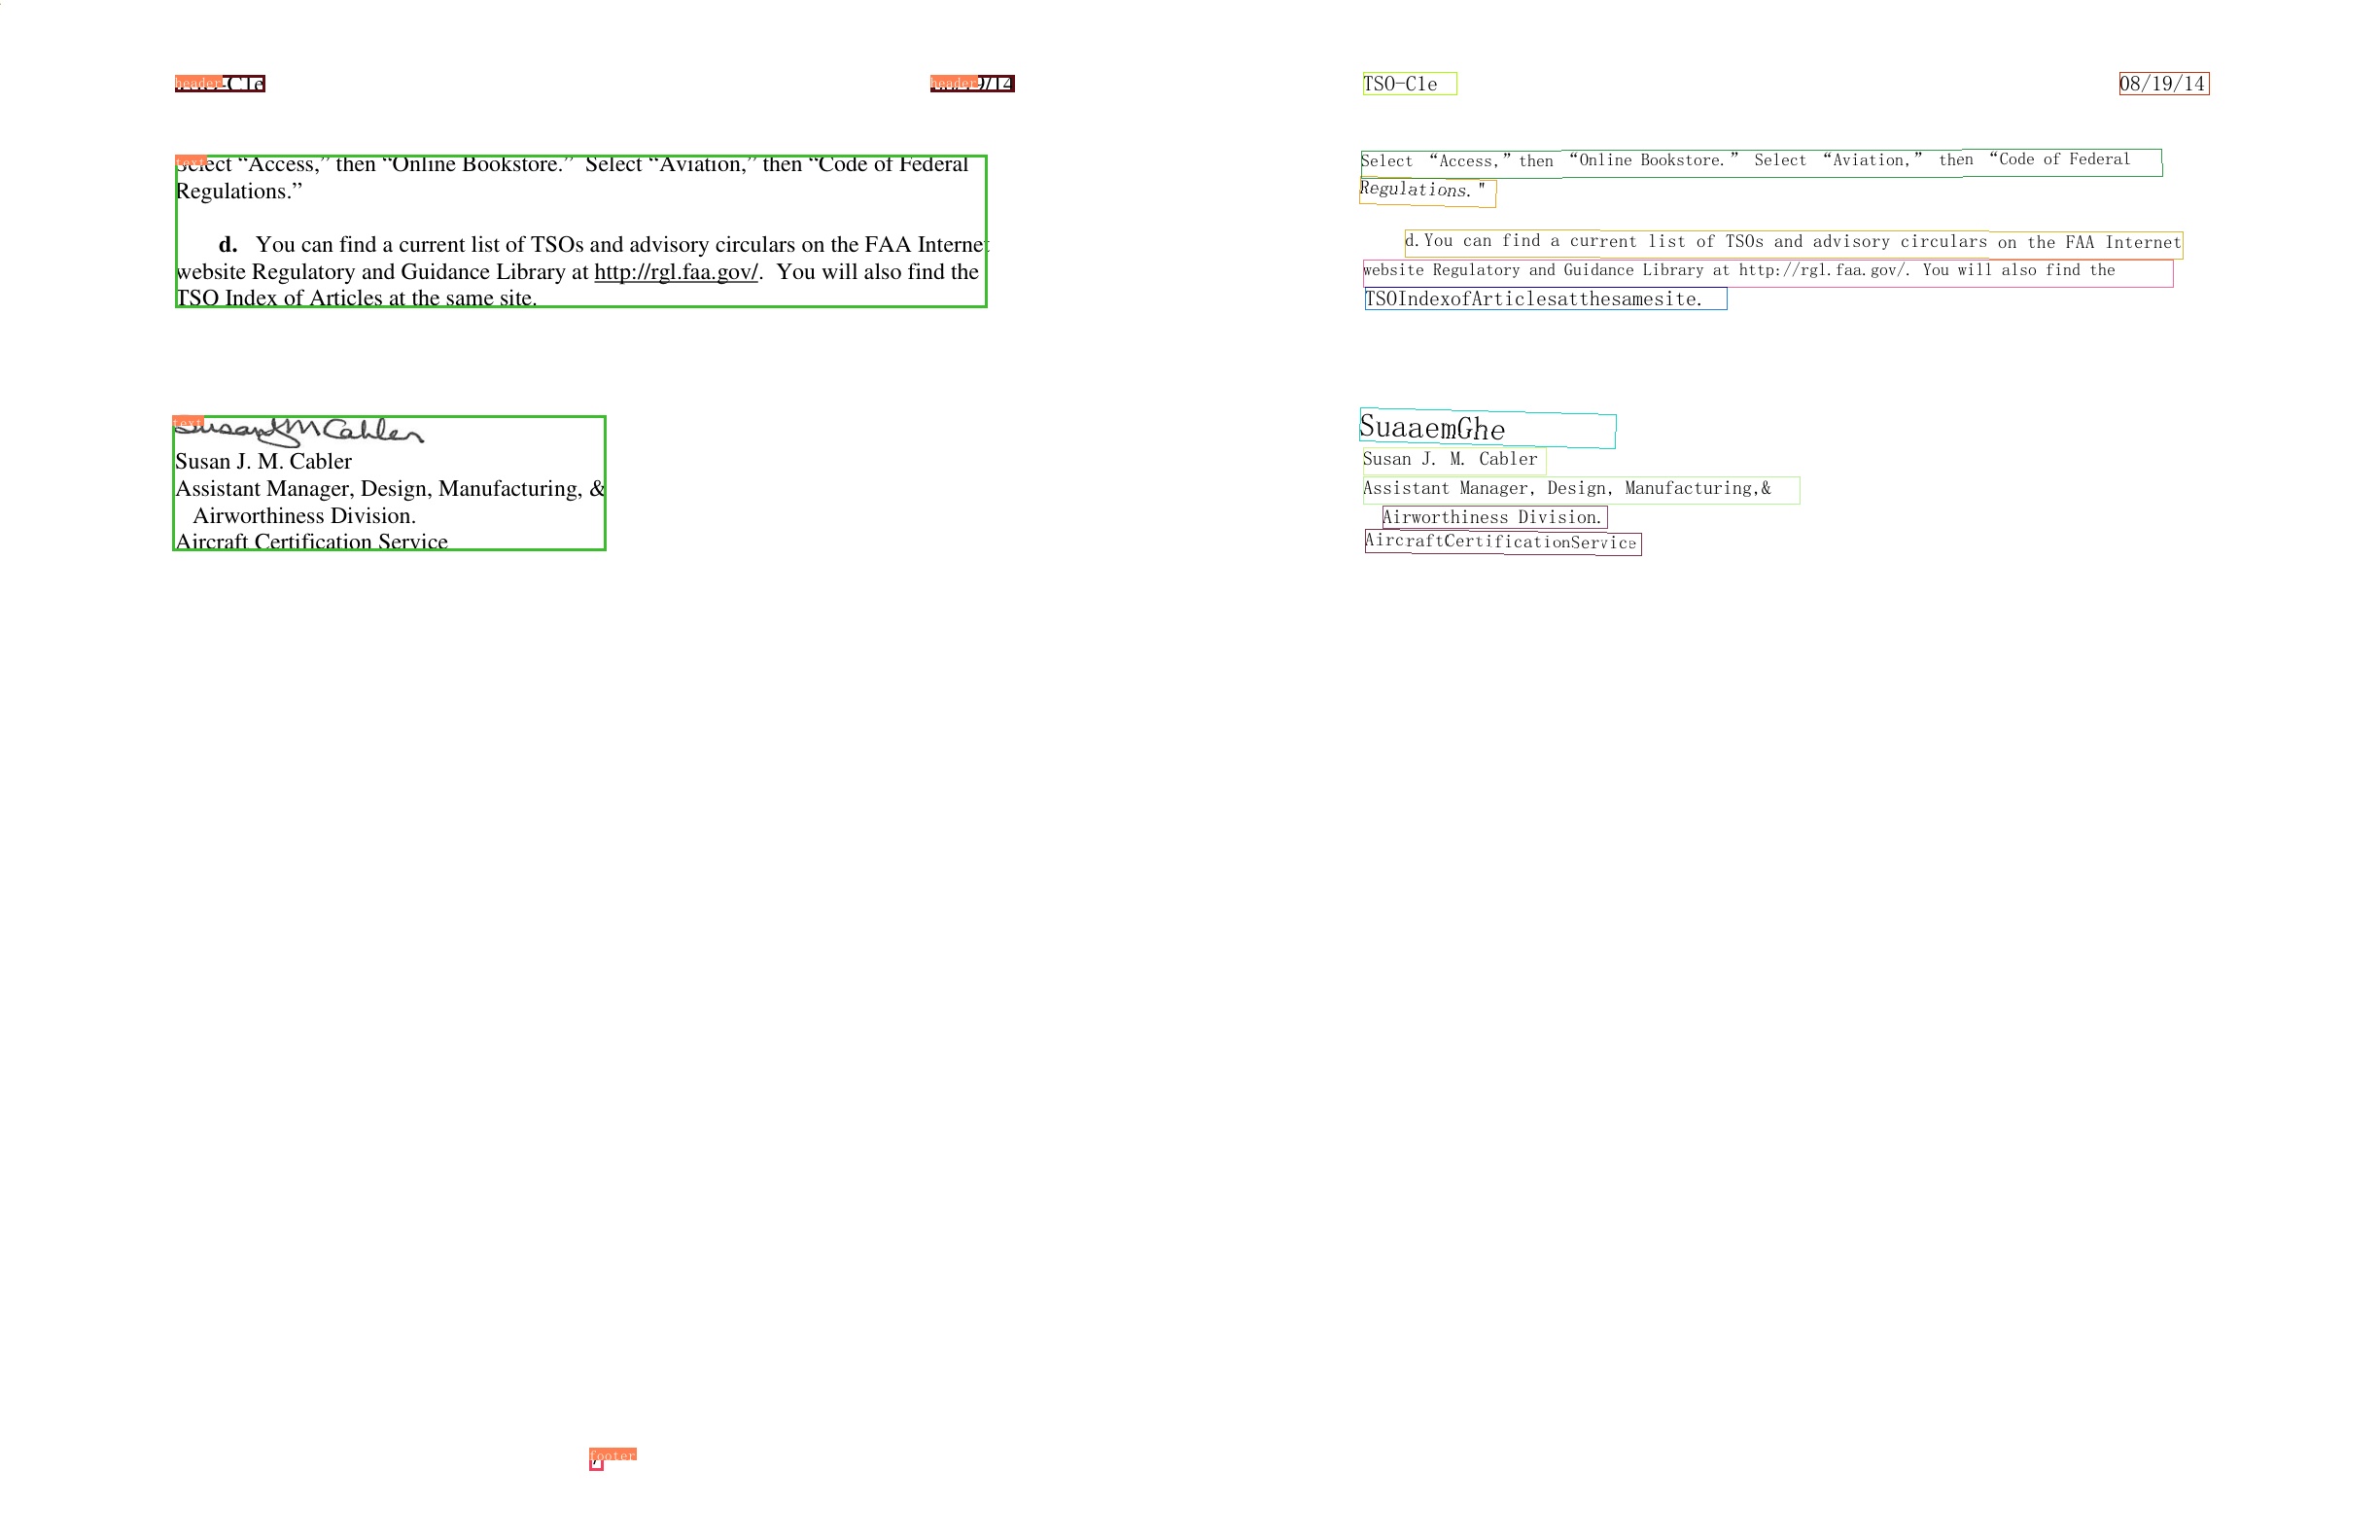 header-C1e
header9/14
Select “Access,” then “Online Bookstore.” Select “Aviation,” then “Code of Federal
Regulations.”
d. You can find a current list of TSOs and advisory circulars on the FAA Internet
website Regulatory and Guidance Library at http://rgl.faa.gov/. You will also find the
TSO Index of Articles at the same site.
text
Susan J M Cabler
Susan J. M. Cabler
Assistant Manager, Design, Manufacturing, &
Airworthiness Division.
Aircraft Certification Service
footer
TSO-C1e
08/19/14
Select “Access,”then “Online Bookstore.” Select “Aviation,” then “Code of Federal
Regulations."
d.You can find a current list of TSOs and advisory circulars on the FAA Internet
website Regulatory and Guidance Library at http://rgl.faa.gov/. You will also find the
TSOIndexofArticlesatthesamesite.
SuaaemGhe
Susan J. M. Cabler
Assistant Manager, Design, Manufacturing,&
Airworthiness Division.
AircraftCertificationService